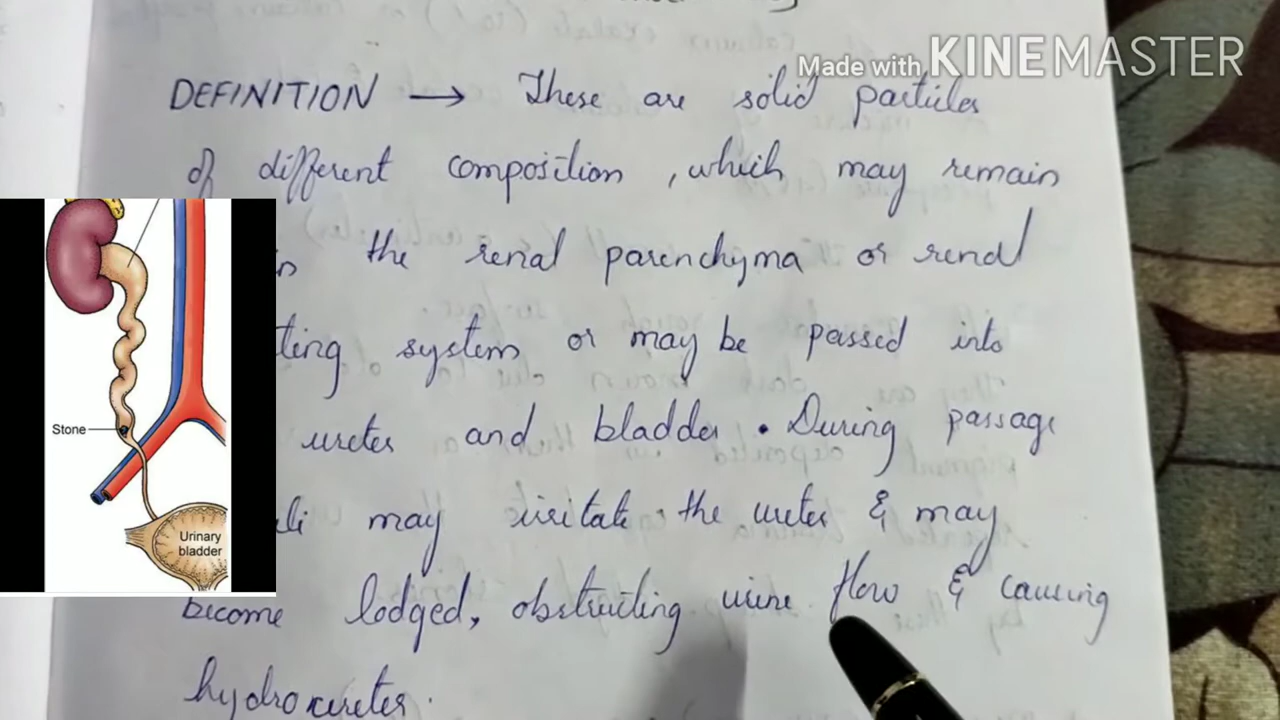 Made with KINEMASTER
DEFINITION → These are solid particles
of different composition, which may remain
the renal parenchyma or renal
ting system or may be passed into
ureter and bladder. During passage
may irritate the ureter & may
become lodged, obstructing urine flow & causing
hydroureter.
Stone
Urinary
bladder